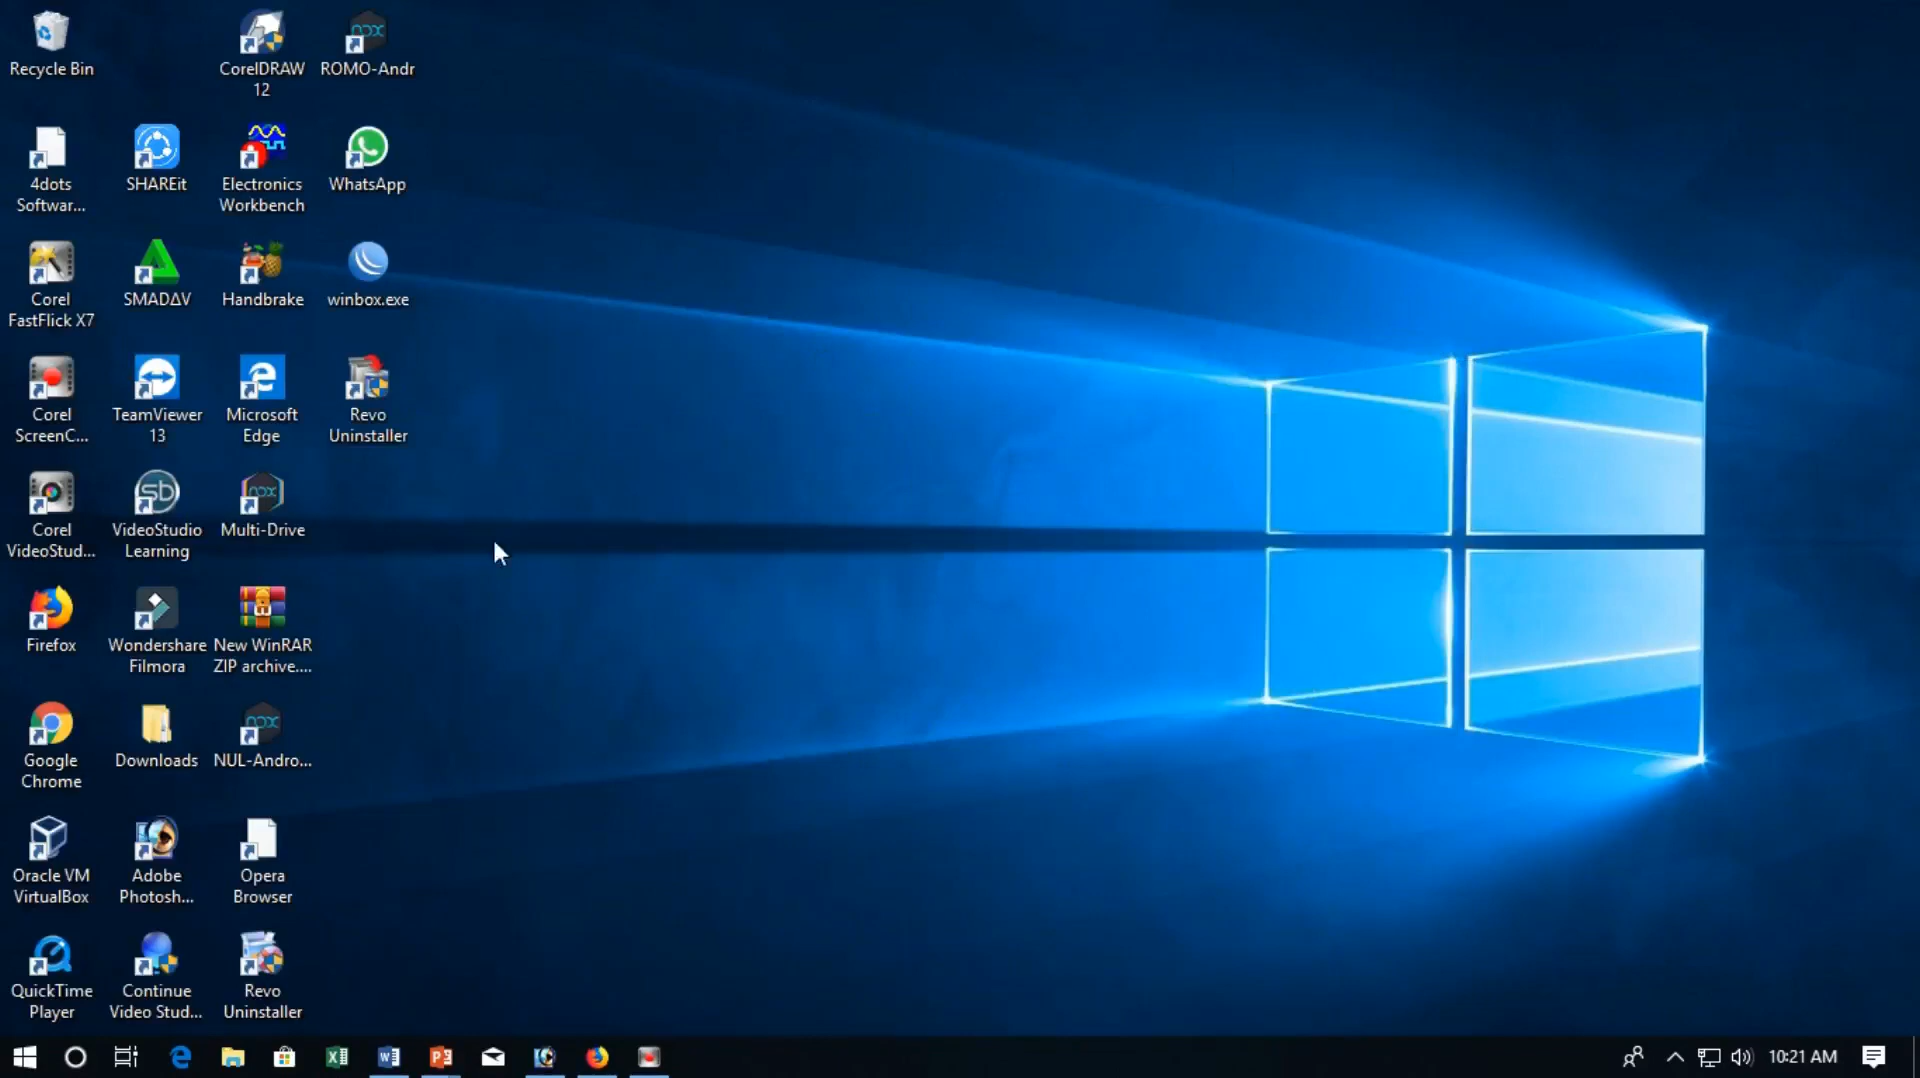 Recycle Bin
CorelDRAW
12
ROMO-Andr
4dots
Softwar...
SHAREit
Electronics
Workbench
WhatsApp
Corel
FastFlick X7
SMADΔV
Handbrake
winbox.exe
Corel
ScreenC...
TeamViewer
13
Microsoft
Edge
Revo
Uninstaller
Corel
VideoStud...
VideoStudio
Learning
Multi-Drive
Firefox
Wondershare
Filmora
New WinRAR
ZIP archive....
Google
Chrome
Downloads
NUL-Andro...
Oracle VM
VirtualBox
Adobe
Photosh...
Opera
Browser
QuickTime
Player
Continue
Video Stud...
Revo
Uninstaller
10:21 AM